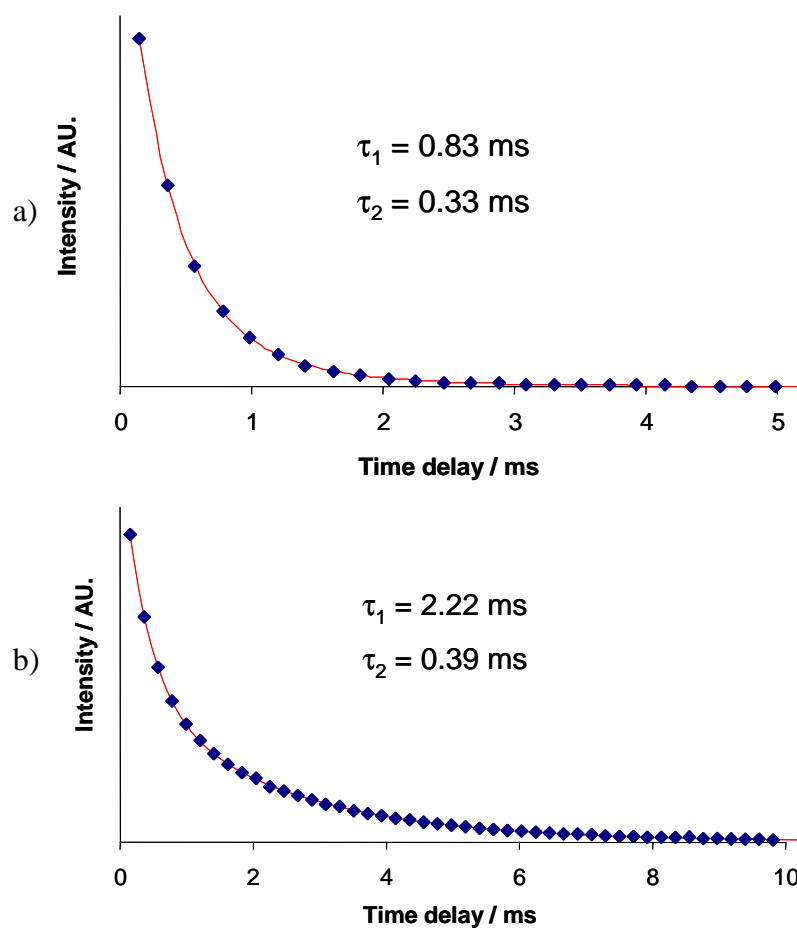 a)
Intensity / AU.
τ₁ = 0.83 ms
τ₂ = 0.33 ms
0 1 2 3 4 5
Time delay / ms
b)
Intensity / AU.
τ₁ = 2.22 ms
τ₂ = 0.39 ms
0 2 4 6 8 10
Time delay / ms